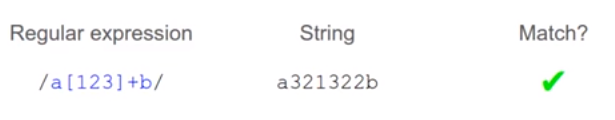 Regular expression String Match?
/a[123]+b/ a321322b ✔